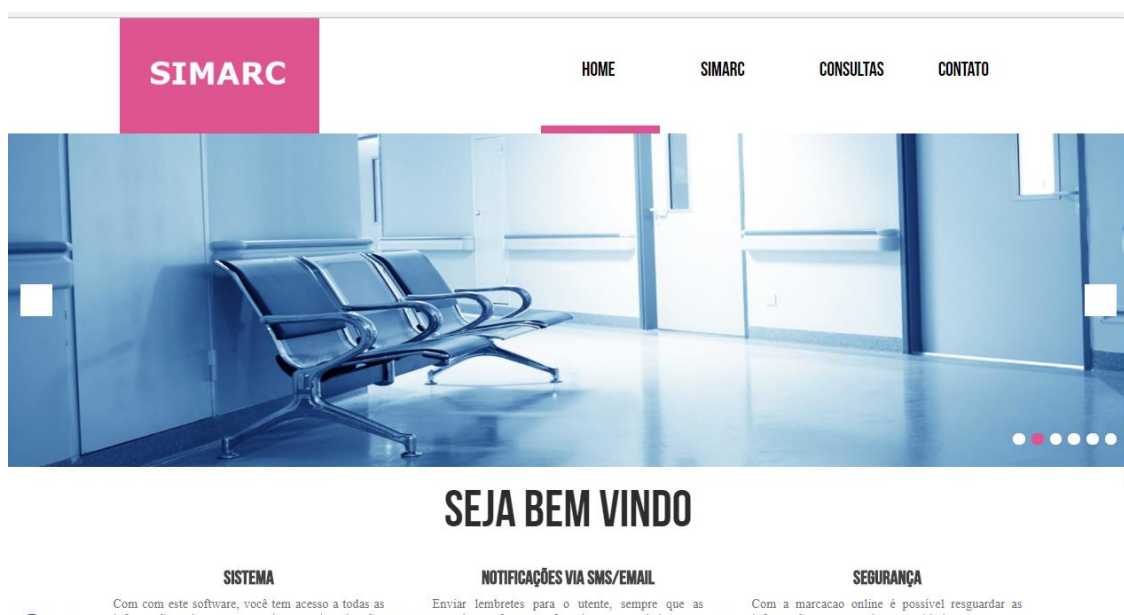 SIMARC
HOME SIMARC CONSULTAS CONTATO
SEJA BEM VINDO
SISTEMA
Com com este software, você tem acesso a todas as
NOTIFICAÇÕES VIA SMS/EMAIL
Enviar lembretes para o utente, sempre que as
SEGURANÇA
Com a marcacao online é possível resguardar as